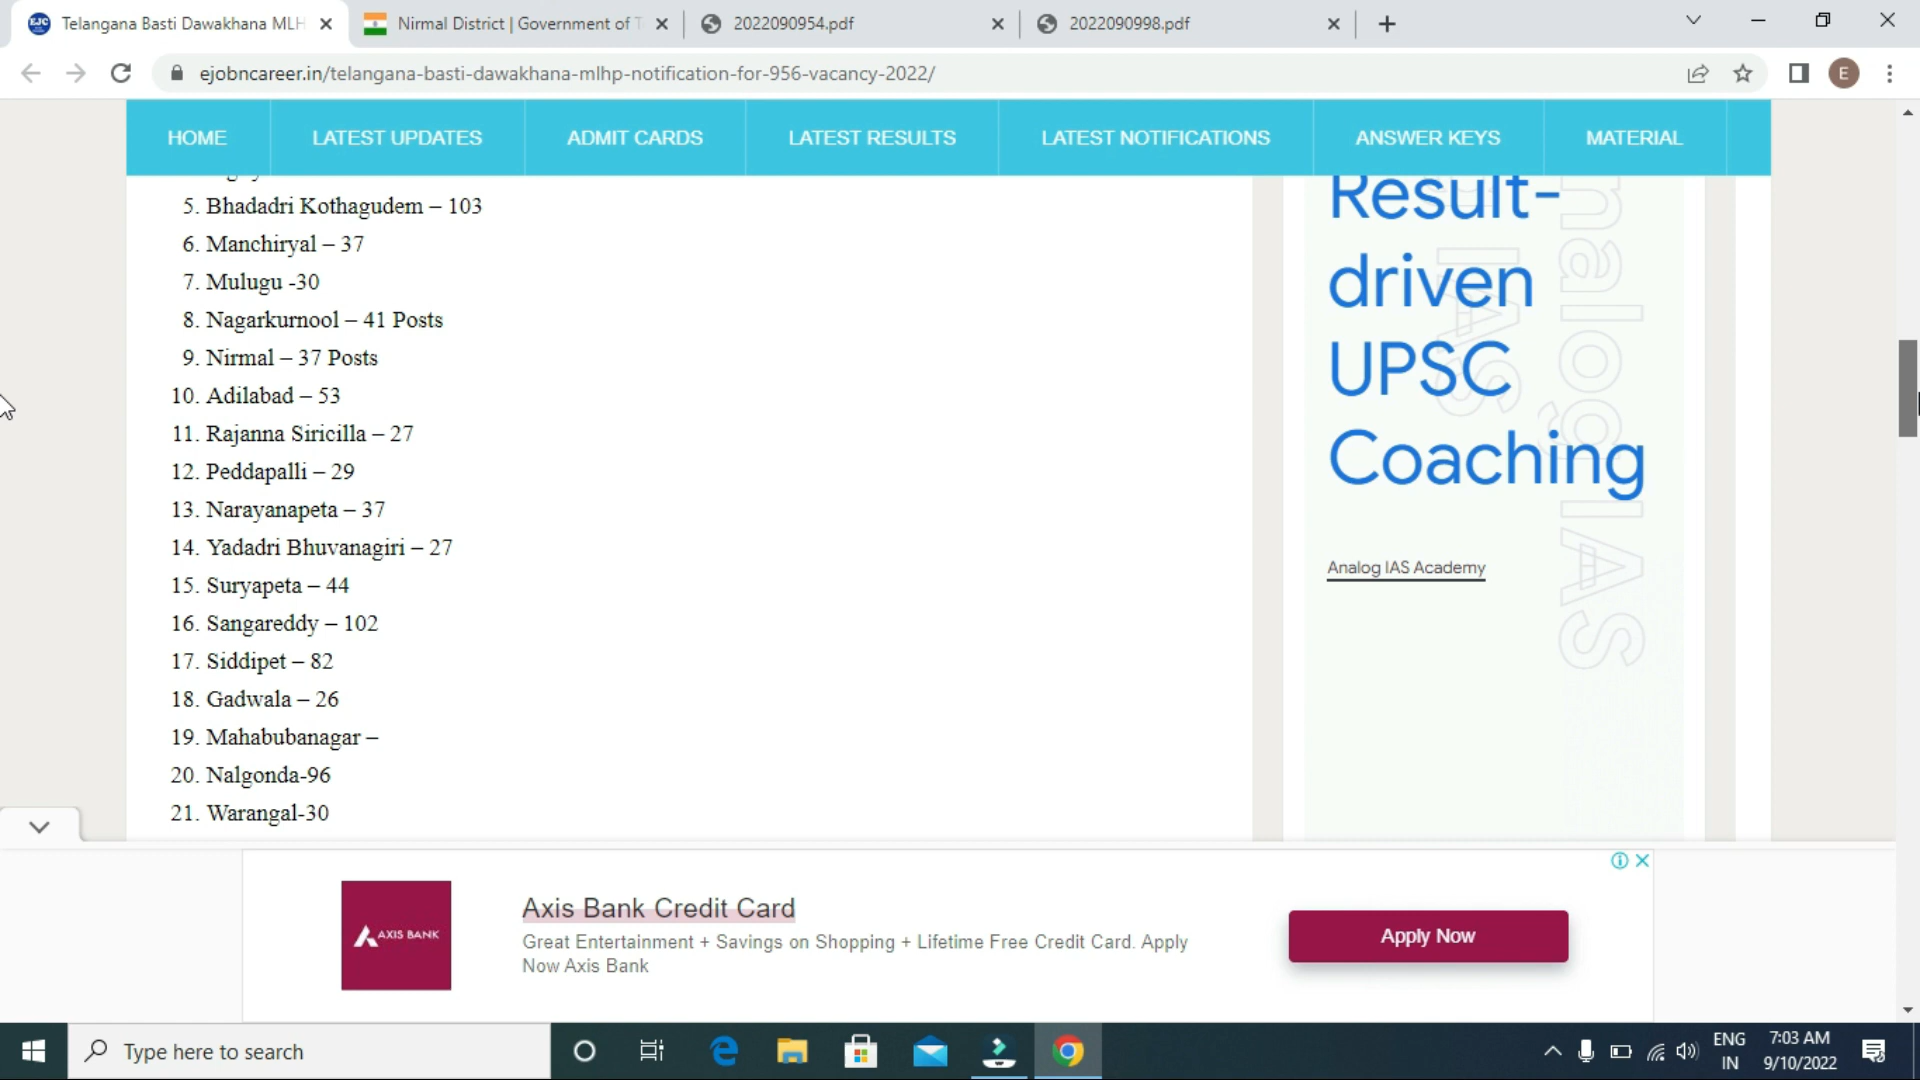 Telangana Basti Dawakhana MLH
Nirmal District | Government of T
2022090954.pdf
2022090998.pdf
ejobncareer.in/telangana-basti-dawakhana-mlhp-notification-for-956-vacancy-2022/
E
HOME
LATEST UPDATES
ADMIT CARDS
LATEST RESULTS
LATEST NOTIFICATIONS
ANSWER KEYS
MATERIAL
5. Bhadadri Kothagudem – 103
6. Manchiryal – 37
7. Mulugu -30
8. Nagarkurnool – 41 Posts
9. Nirmal – 37 Posts
10. Adilabad – 53
11. Rajanna Siricilla – 27
12. Peddapalli – 29
13. Narayanapeta – 37
14. Yadadri Bhuvanagiri – 27
15. Suryapeta – 44
16. Sangareddy – 102
17. Siddipet – 82
18. Gadwala – 26
19. Mahabubanagar –
20. Nalgonda-96
21. Warangal-30
Result-
driven
UPSC
Coaching
Analog IAS Academy
nalog IAS
IAS
AXIS BANK
Axis Bank Credit Card
Great Entertainment + Savings on Shopping + Lifetime Free Credit Card. Apply
Now Axis Bank
Apply Now
Type here to search
ENG
IN
7:03 AM
9/10/2022